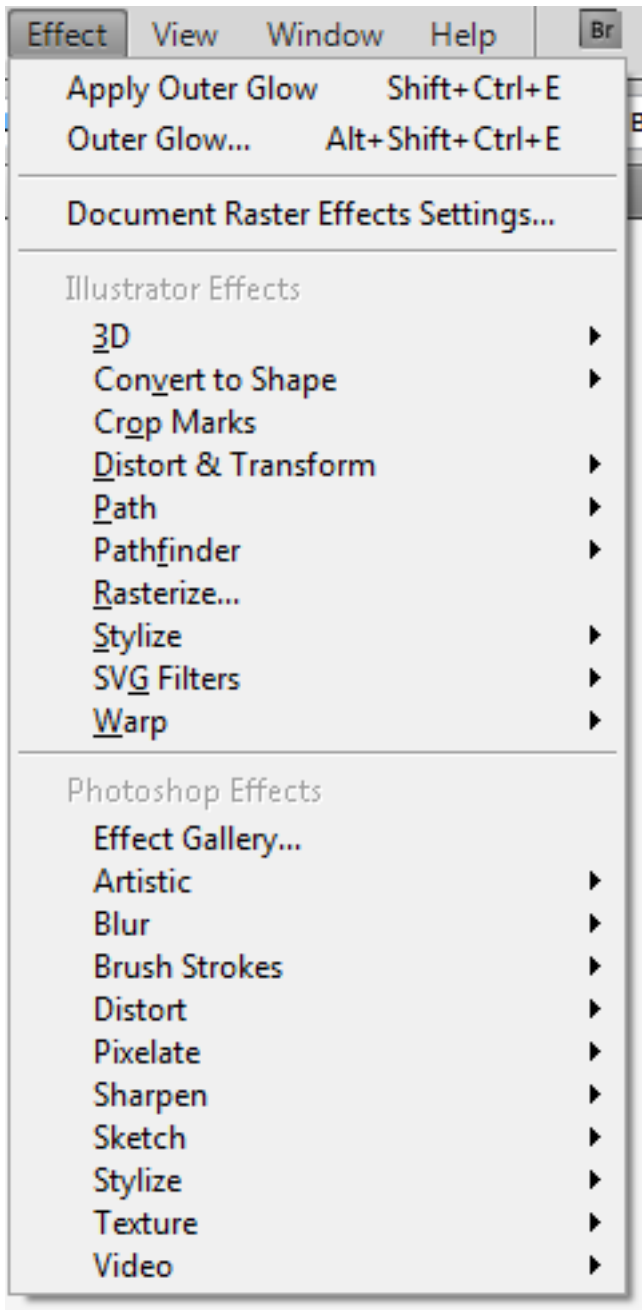 Effect View Window Help Br
Apply Outer Glow Shift+Ctrl+E
Outer Glow... Alt+Shift+Ctrl+E
Document Raster Effects Settings...
Illustrator Effects
3D
Convert to Shape
Crop Marks
Distort & Transform
Path
Pathfinder
Rasterize...
Stylize
SVG Filters
Warp
Photoshop Effects
Effect Gallery...
Artistic
Blur
Brush Strokes
Distort
Pixelate
Sharpen
Sketch
Stylize
Texture
Video